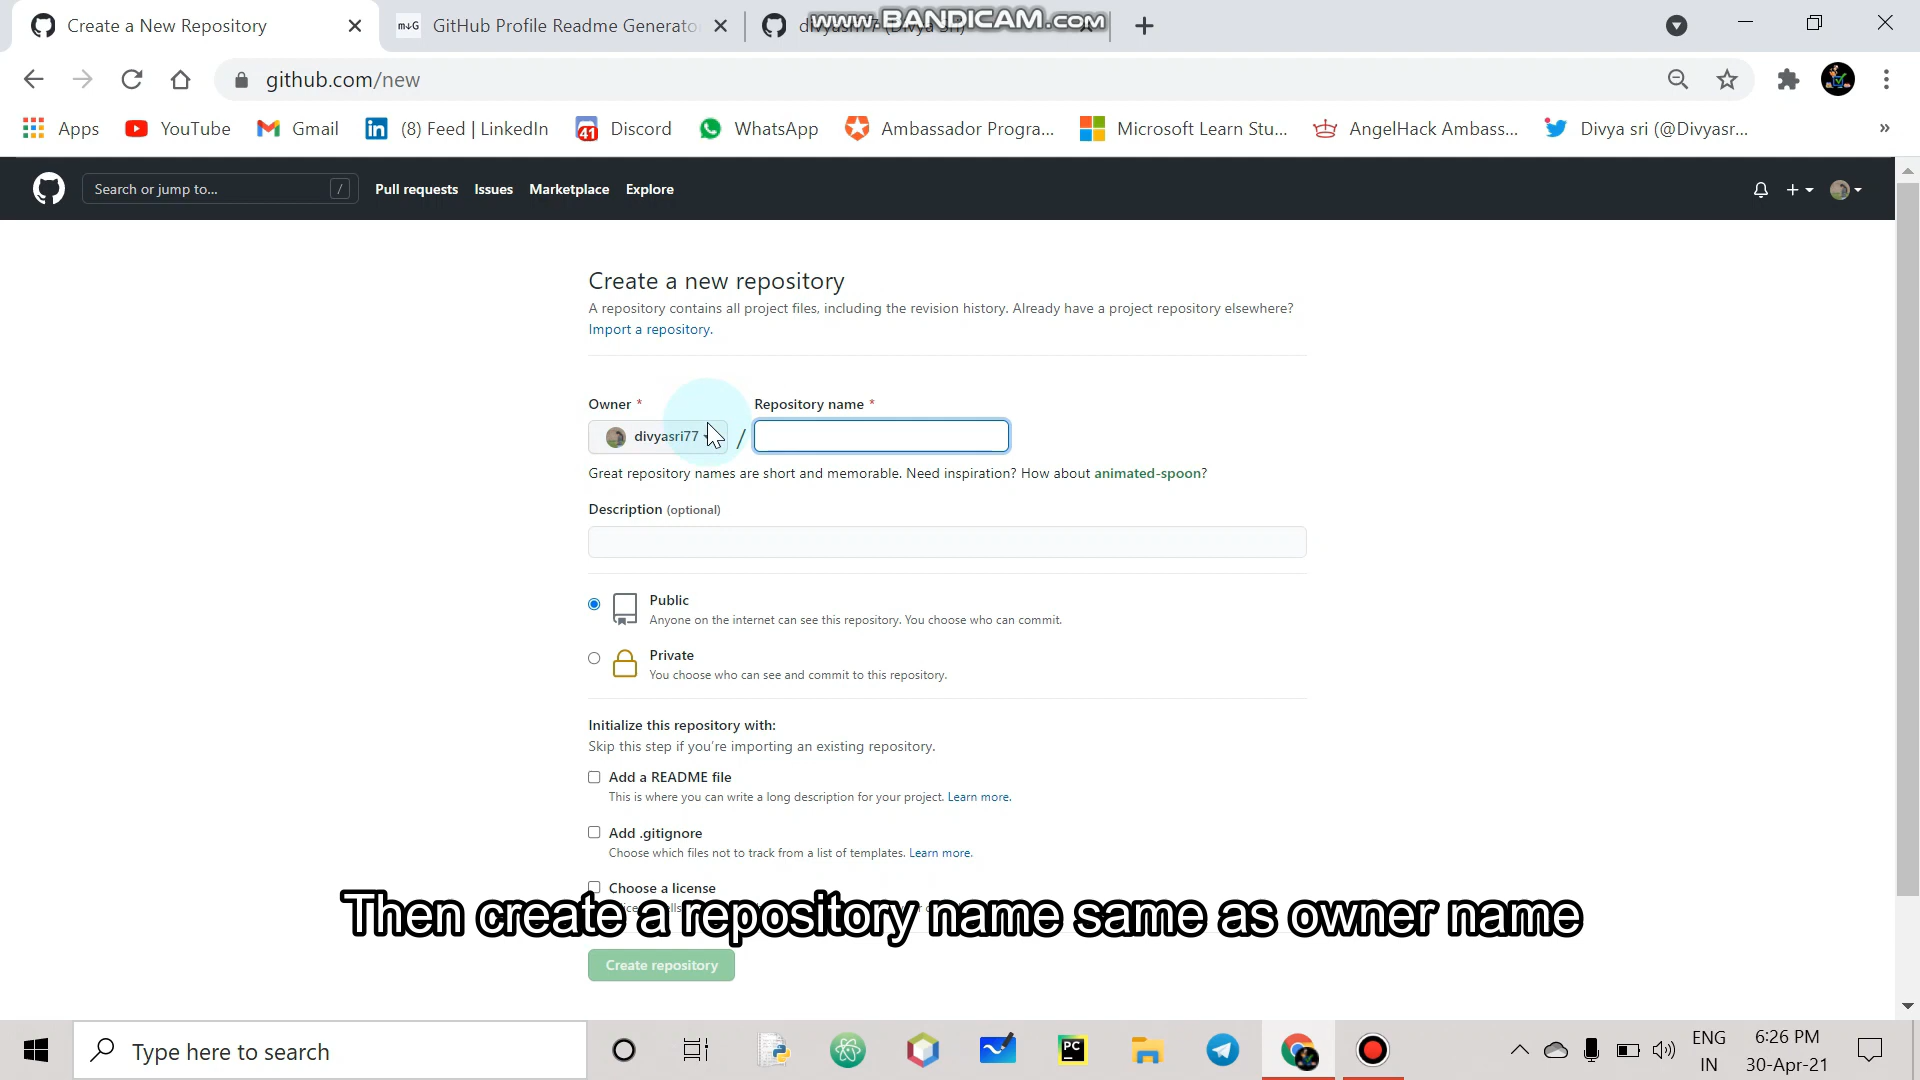 Create a New Repository
m↓G GitHub Profile Readme Generato
www.BANDICAM.com
github.com/new
Apps YouTube Gmail (8) Feed | LinkedIn 41 Discord WhatsApp Ambassador Progra... Microsoft Learn Stu... AngelHack Ambass... Divya sri (@Divyasr... »
Search or jump to... / Pull requests Issues Marketplace Explore
Create a new repository
A repository contains all project files, including the revision history. Already have a project repository elsewhere?
Import a repository.
Owner * Repository name *
divyasri77 /
Great repository names are short and memorable. Need inspiration? How about animated-spoon?
Description (optional)
Public
Anyone on the internet can see this repository. You choose who can commit.
Private
You choose who can see and commit to this repository.
Initialize this repository with:
Skip this step if you're importing an existing repository.
Add a README file
This is where you can write a long description for your project. Learn more.
Add .gitignore
Choose which files not to track from a list of templates. Learn more.
Choose a license
Then create a repository name same as owner name
Create repository
Type here to search
PC
ENG
IN
6:26 PM
30-Apr-21